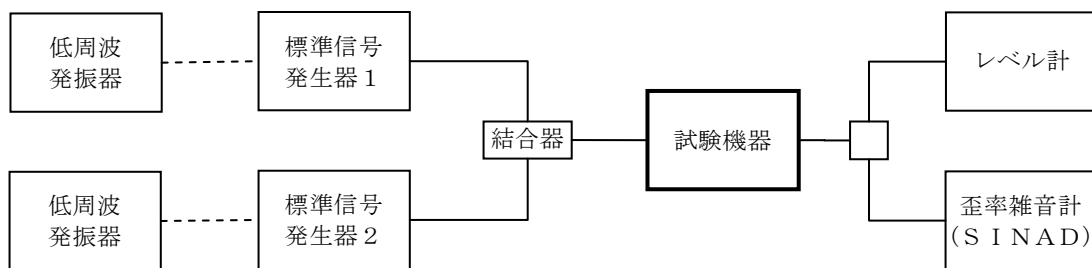 低周波
発振器
標準信号
発生器1
結合器
試験機器
レベル計
低周波
発振器
標準信号
発生器2
歪率雑音計
(SINAD)